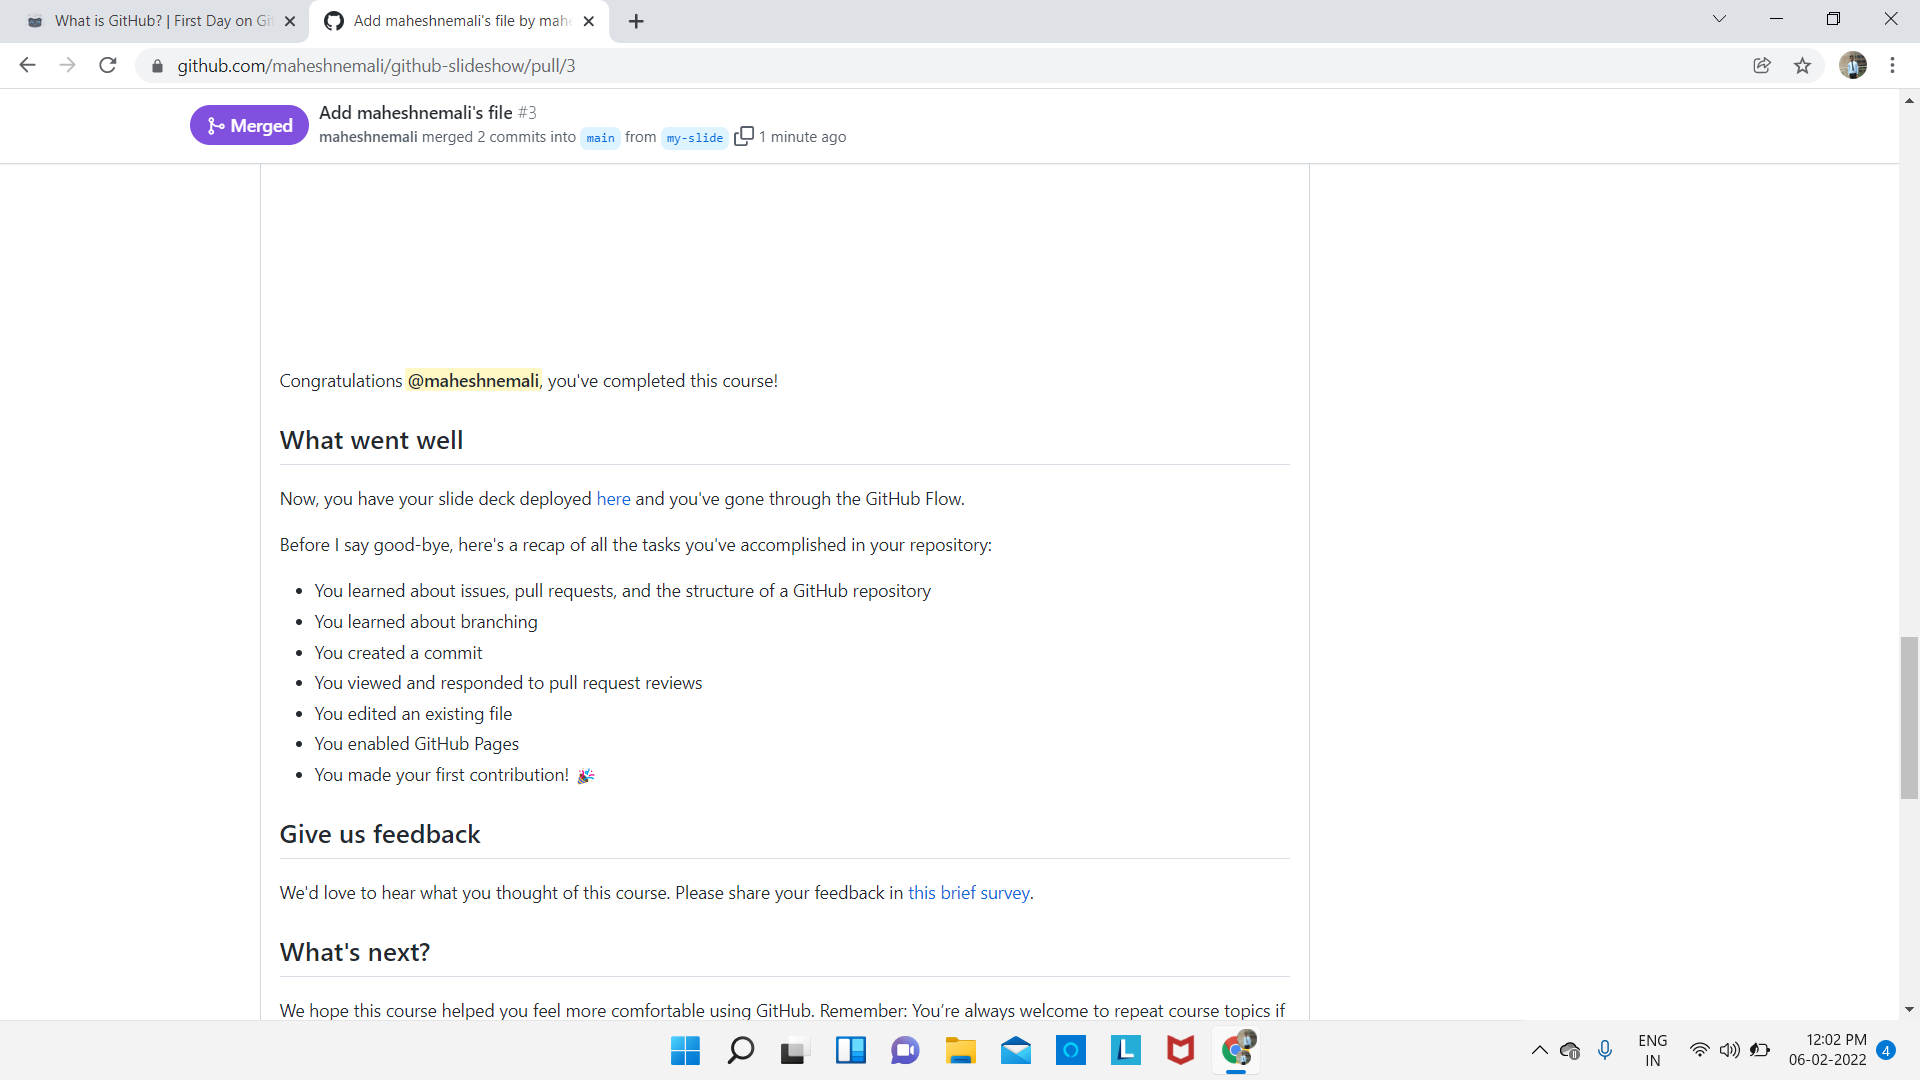 What is GitHub? | First Day on Gi
Add maheshnemali's file by mahe
github.com/maheshnemali/github-slideshow/pull/3
Merged
Add maheshnemali's file #3
maheshnemali merged 2 commits into main from my-slide 1 minute ago
Congratulations @maheshnemali, you've completed this course!
What went well
Now, you have your slide deck deployed here and you've gone through the GitHub Flow.
Before I say good-bye, here's a recap of all the tasks you've accomplished in your repository:
• You learned about issues, pull requests, and the structure of a GitHub repository
• You learned about branching
• You created a commit
• You viewed and responded to pull request reviews
• You edited an existing file
• You enabled GitHub Pages
• You made your first contribution! 🎉
Give us feedback
We'd love to hear what you thought of this course. Please share your feedback in this brief survey.
What's next?
We hope this course helped you feel more comfortable using GitHub. Remember: You’re always welcome to repeat course topics if
L
ENG
IN
12:02 PM
06-02-2022
4